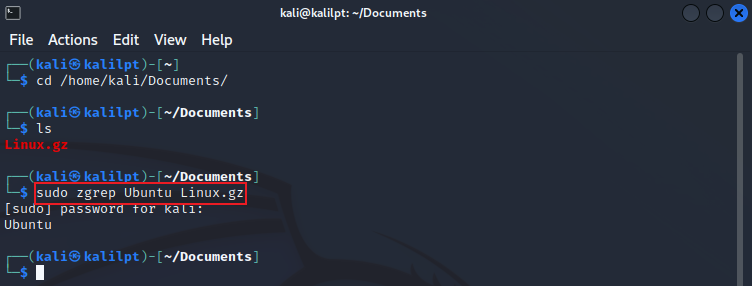 kali@kalilpt: ~/Documents
File Actions Edit View Help
┌──(kali㉿kalilpt)-[~]
└─$ cd /home/kali/Documents/
┌──(kali㉿kalilpt)-[~/Documents]
└─$ ls
Linux.gz
┌──(kali㉿kalilpt)-[~/Documents]
└─$ sudo zgrep Ubuntu Linux.gz
[sudo] password for kali:
Ubuntu
┌──(kali㉿kalilpt)-[~/Documents]
└─$